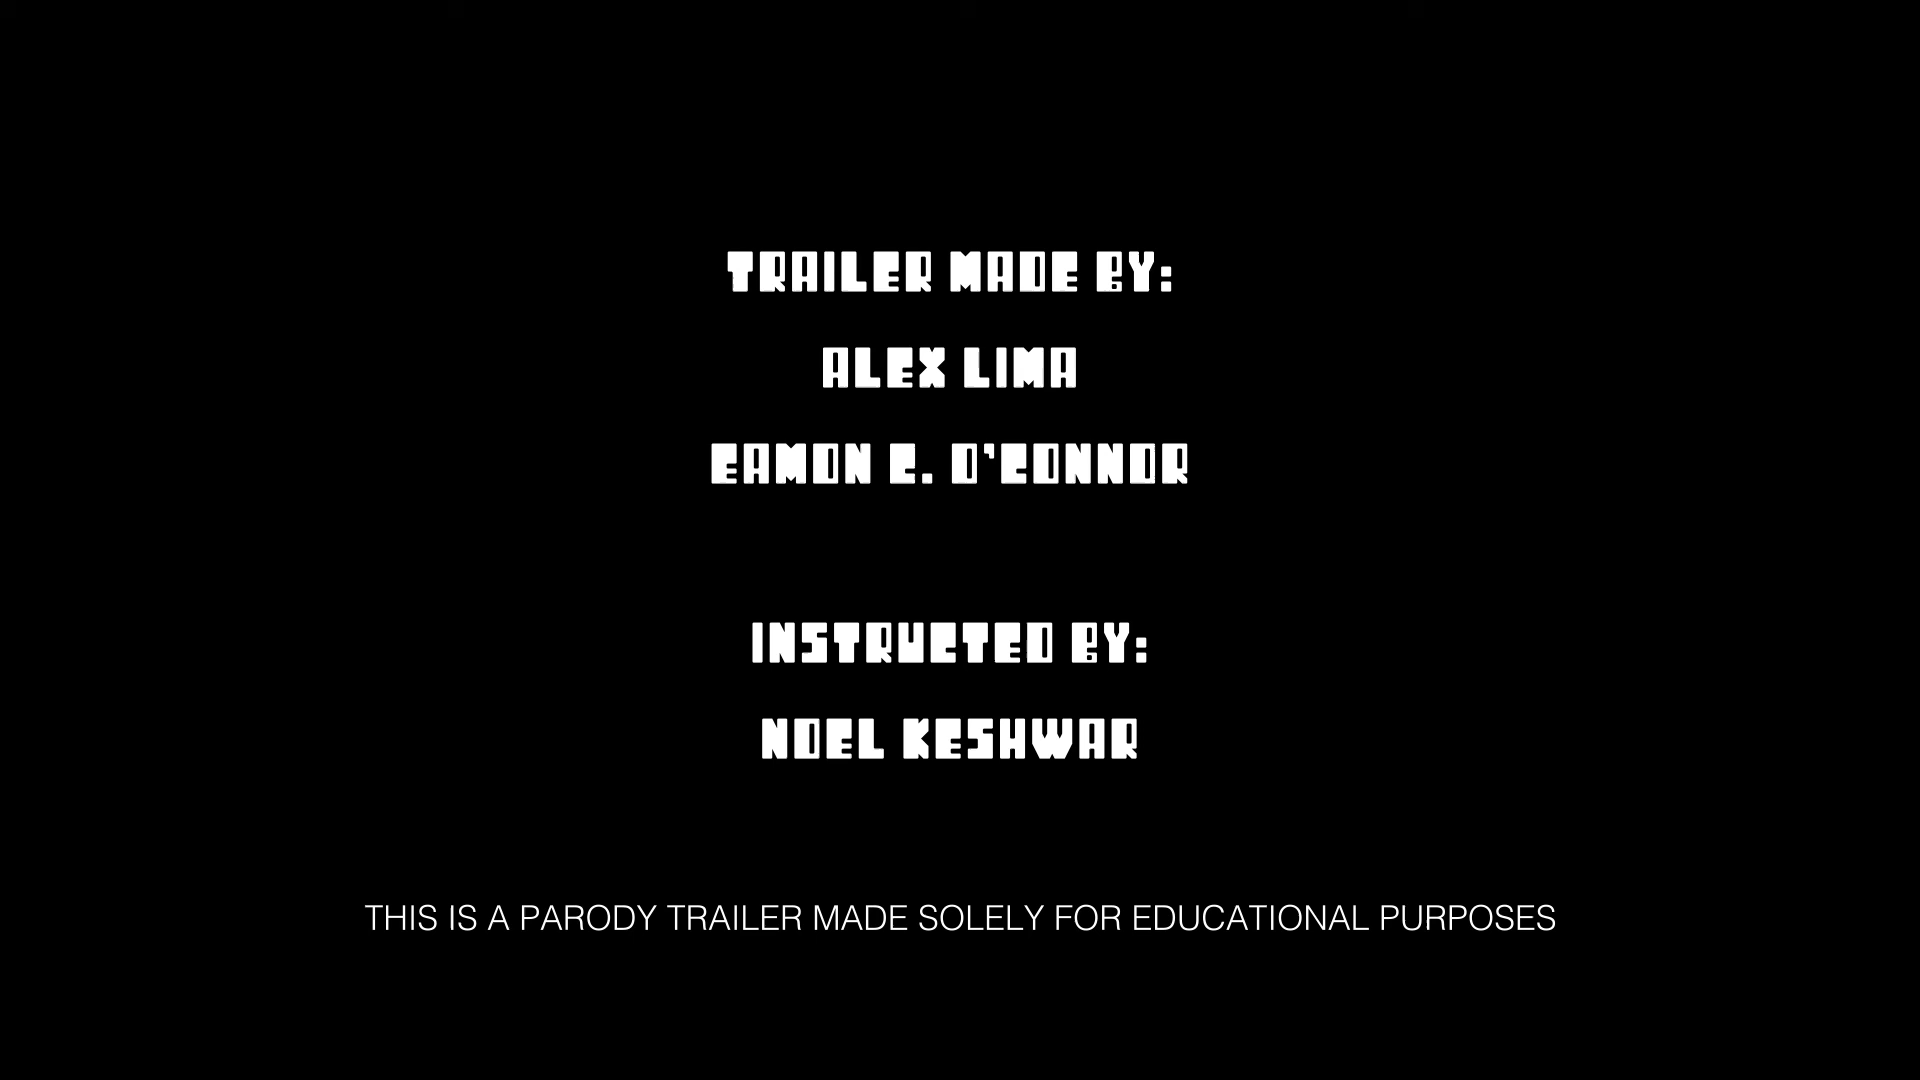 TRAILER MADE BY:
ALEX LIMA
EAMON C. O'CONNOR
INSTRUCTED BY:
NOEL KESHWAR
THIS IS A PARODY TRAILER MADE SOLELY FOR EDUCATIONAL PURPOSES